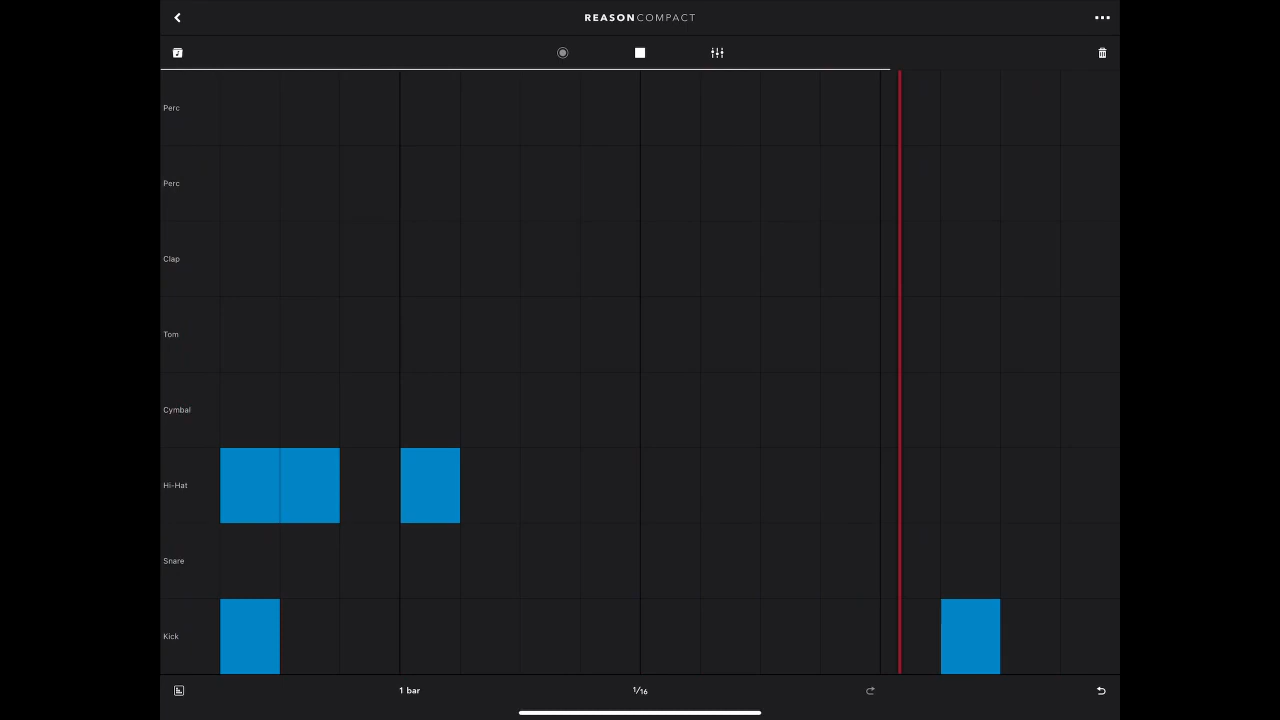 REASONCOMPACT
Perc
Perc
Clap
Tom
Cymbal
Hi-Hat
Snare
Kick
1 bar
1/16